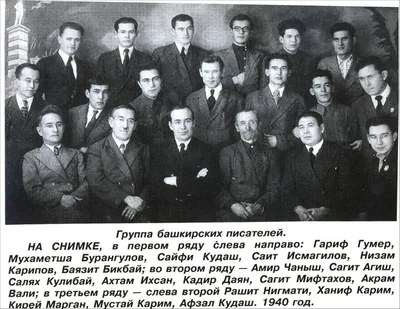 Группа башкирских писателей.
НА СНИМКЕ, в первом ряду слева направо: Гариф Гумер,
Мухаметша Бурангулов, Сайфи Кудаш, Саит Исмагилов, Низам
Карипов, Баязит Бикбай; во втором ряду — Амир Чаныш, Сагит Агиш,
Салях Кулибай, Ахтам Ихсан, Кадир Даян, Сагит Мифтахов, Акрам
Вали; в третьем ряду — слева второй Рашит Нигмати, Ханиф Карим,
Кирей Мэргэн, Мустай Карим, Афзал Кудаш. 1940 год.